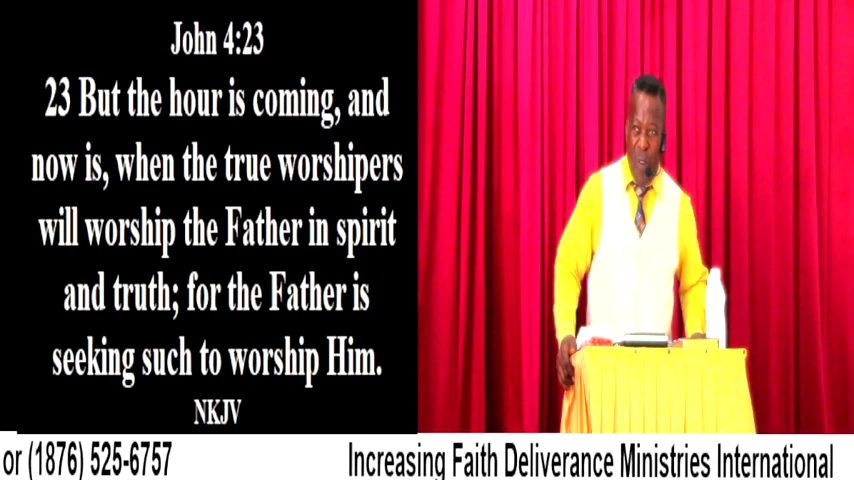 John 4:23
23 But the hour is coming, and
now is, when the true worshipers
will worship the Father in spirit
and truth; for the Father is
seeking such to worship Him.
NKJV
or (1876) 525-6757 Increasing Faith Deliverance Ministries International